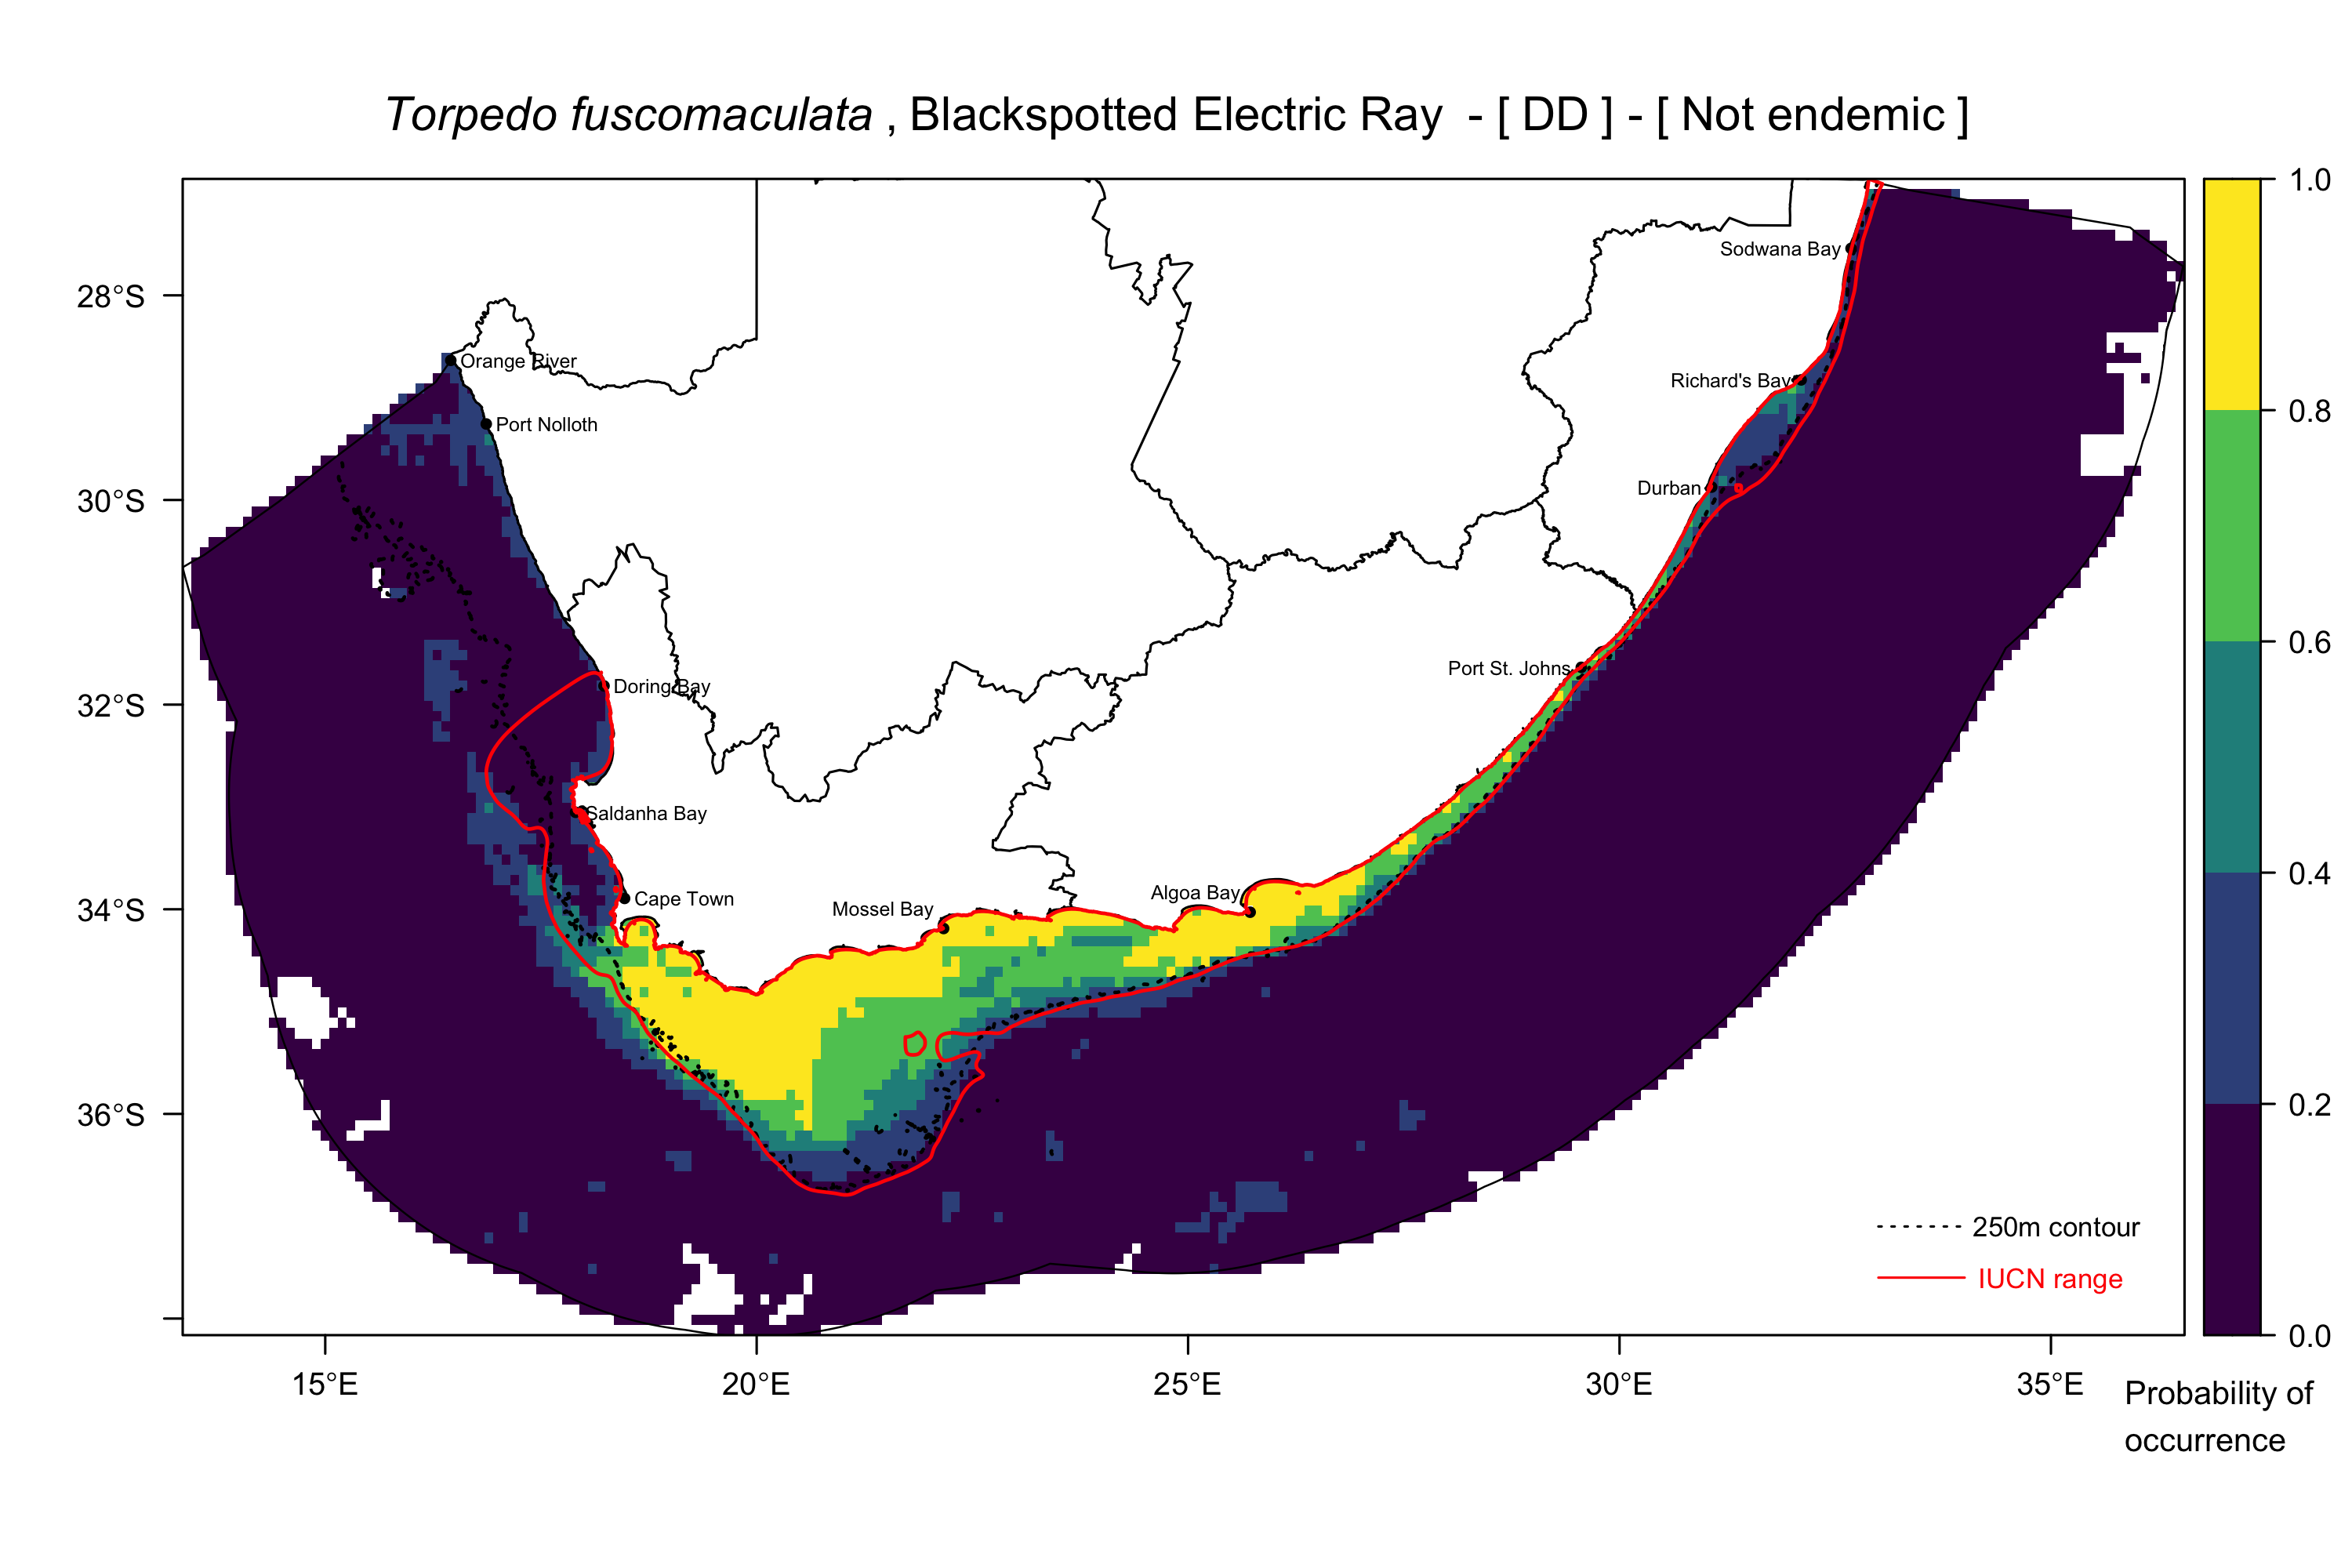 Torpedo fuscomaculata , Blackspotted Electric Ray - [ DD ] - [ Not endemic ]
1.0
Sodwana Bay
28°S
Orange River
Richard's Bay
0.8
Port Nolloth
Durban
30°S
0.6
Port St. Johns
Doring Bay
32°S
Saldanha Bay
0.4
Algoa Bay
Cape Town
Mossel Bay
34°S
0.2
36°S
250m contour
IUCN range
0.0
15°E
20°E
25°E
30°E
35°E
Probability of
occurrence